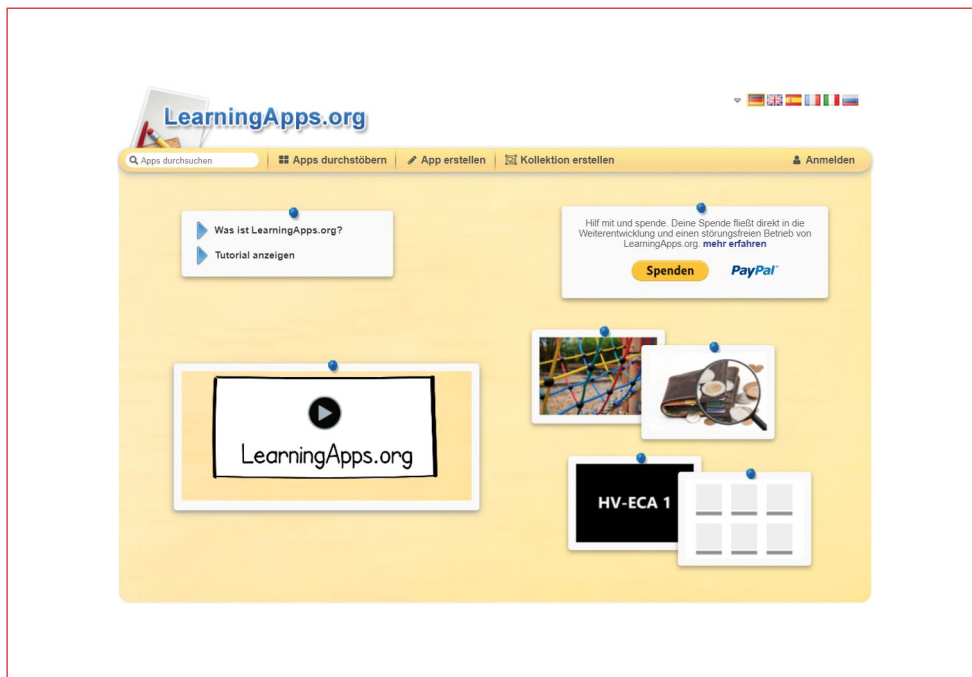 LearningApps.org
Apps durchsuchen
Apps durchstöbern
App erstellen
Kollektion erstellen
Anmelden
Was ist LearningApps.org?
Tutorial anzeigen
Hilf mit und spende. Deine Spende fließt direkt in die
Weiterentwicklung und einen störungsfreien Betrieb von
LearningApps.org. mehr erfahren
Spenden
PayPal
LearningApps.org
HV-ECA 1